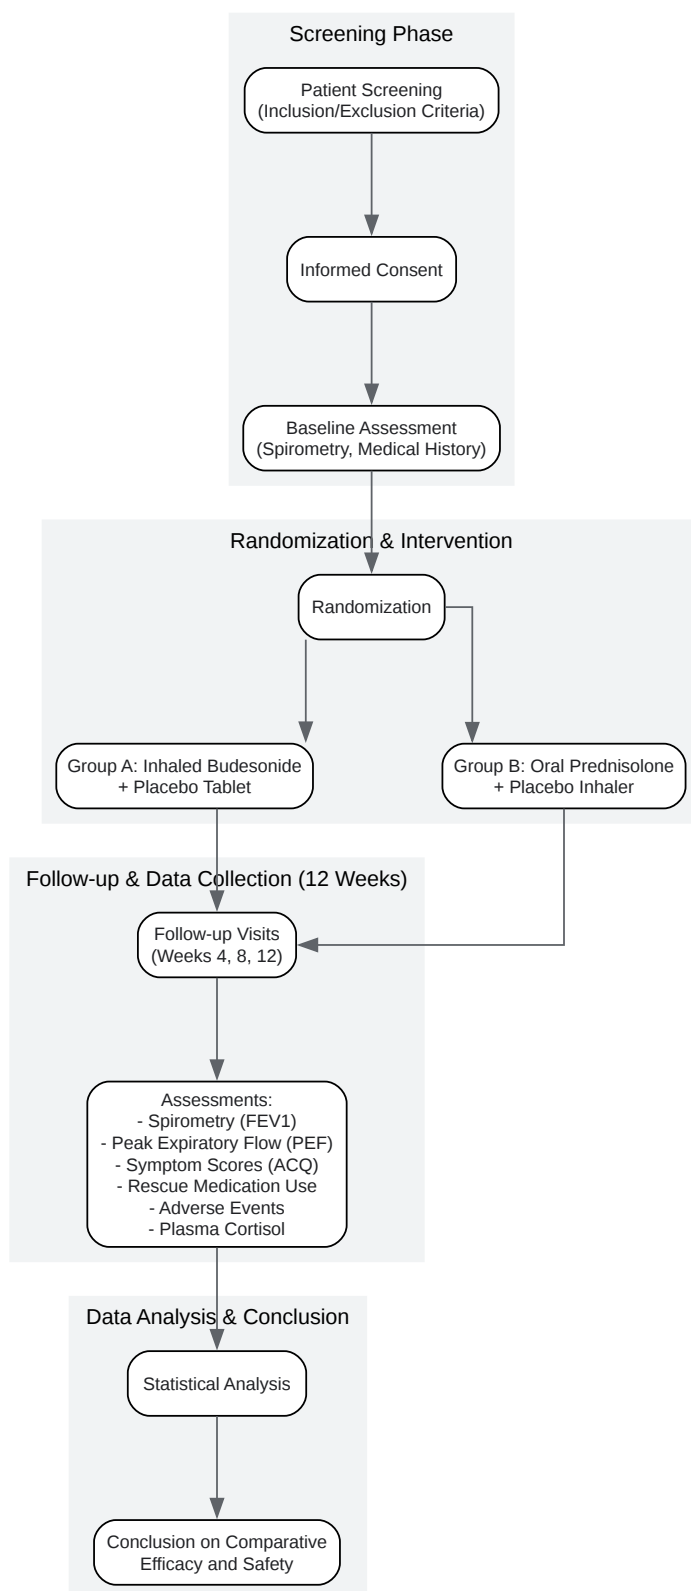 Screening Phase
Patient Screening
(Inclusion/Exclusion Criteria)
Informed Consent
Baseline Assessment
(Spirometry, Medical History)
Randomization & Intervention
Randomization
Group A: Inhaled Budesonide
+ Placebo Tablet
Group B: Oral Prednisolone
+ Placebo Inhaler
Follow-up & Data Collection (12 Weeks)
Follow-up Visits
(Weeks 4, 8, 12)
Assessments:
- Spirometry (FEV1)
- Peak Expiratory Flow (PEF)
- Symptom Scores (ACQ)
- Rescue Medication Use
- Adverse Events
- Plasma Cortisol
Data Analysis & Conclusion
Statistical Analysis
Conclusion on Comparative
Efficacy and Safety